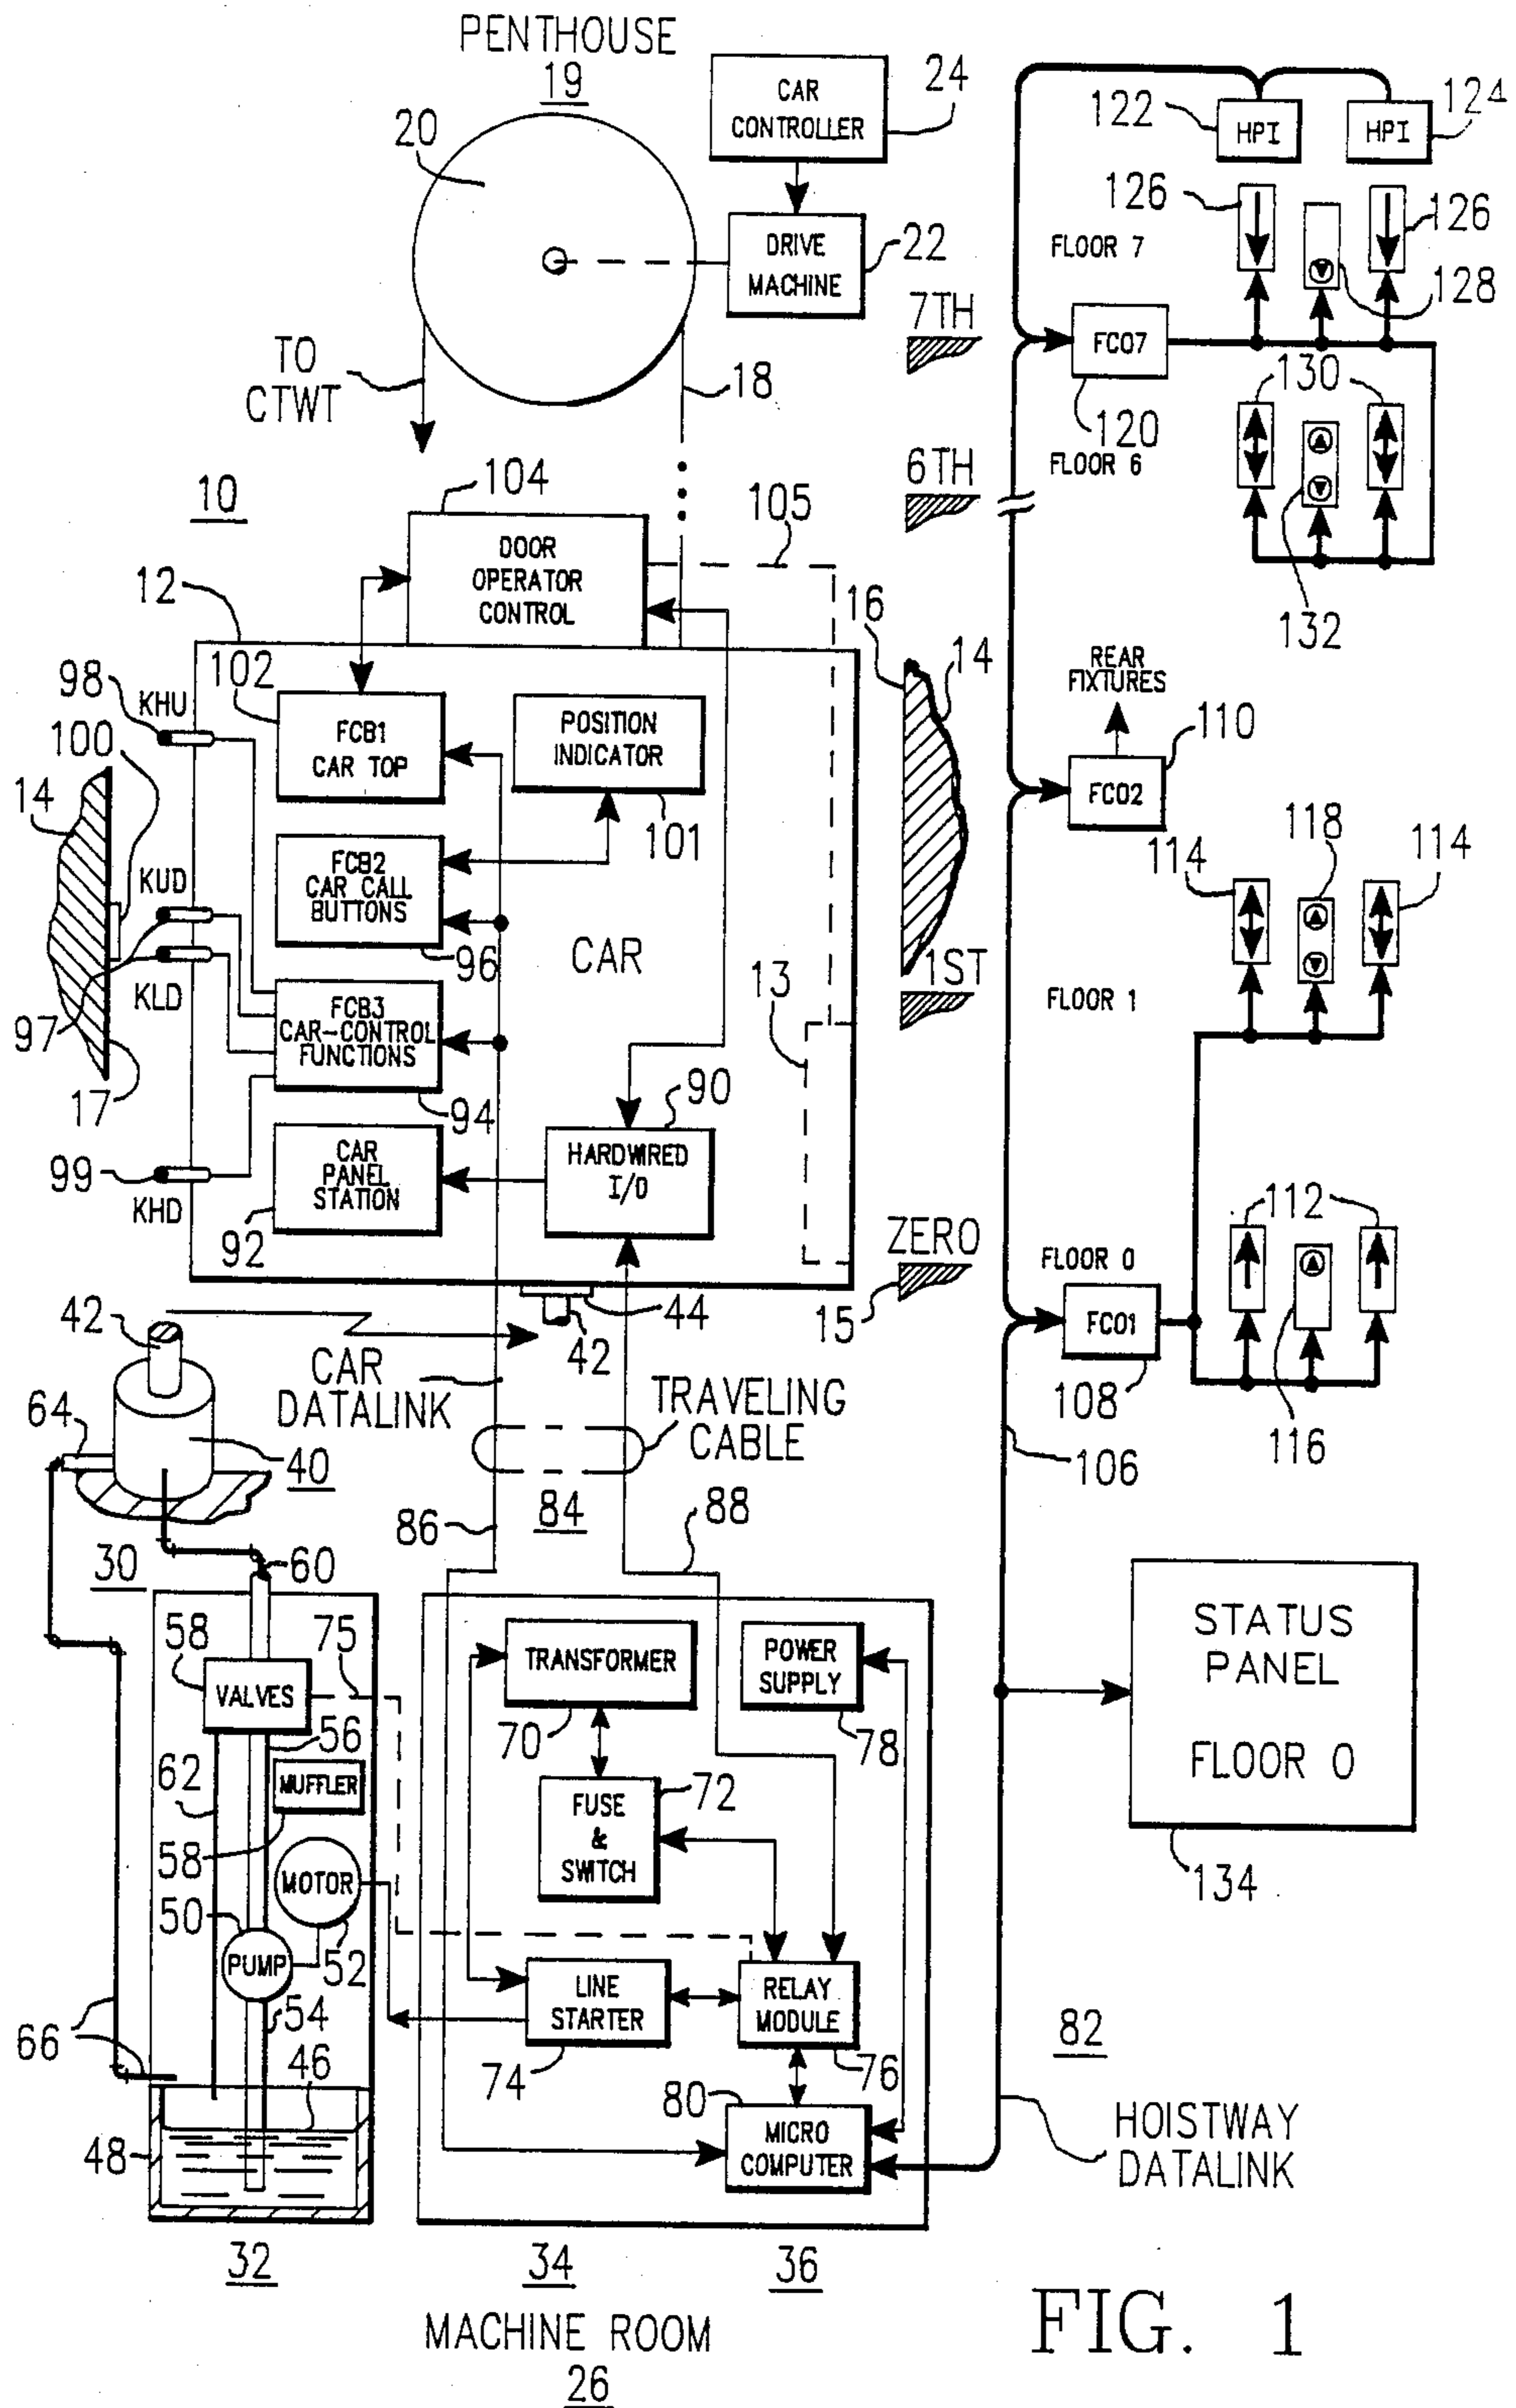 PENTHOUSE
19
20
CAR
CONTROLLER
24
DRIVE
MACHINE
22
TO
CTWT
18
10
104
DOOR
OPERATOR
CONTROL
105
12
102
98
KHU
100
14
FCB1
CAR TOP
POSITION
INDICATOR
101
FCB2
CAR CALL
BUTTONS
96
CAR
KUD
KLD
97
17
FCB3
CAR-CONTROL
FUNCTIONS
94
13
90
99
KHD
CAR
PANEL
STATION
92
HARDWIRED
I/O
44
42
42
CAR
DATALINK
TRAVELING
CABLE
64
40
86
84
88
30
60
58
VALVES
75
56
62
MUFFLER
58
MOTOR
50
PUMP
52
54
66
46
48
32
TRANSFORMER
70
POWER
SUPPLY
78
FUSE
&
SWITCH
72
LINE
STARTER
74
RELAY
MODULE
76
80
MICRO
COMPUTER
34
36
MACHINE ROOM
26
7TH
6TH
16
14
1ST
ZERO
15
122
HPI
HPI
124
126
126
FLOOR 7
128
FC07
120
130
FLOOR 6
132
REAR
FIXTURES
FC02
110
114
118
114
FLOOR 1
112
FLOOR 0
FC01
108
116
106
STATUS
PANEL
FLOOR 0
134
82
HOISTWAY
DATALINK
FIG. 1